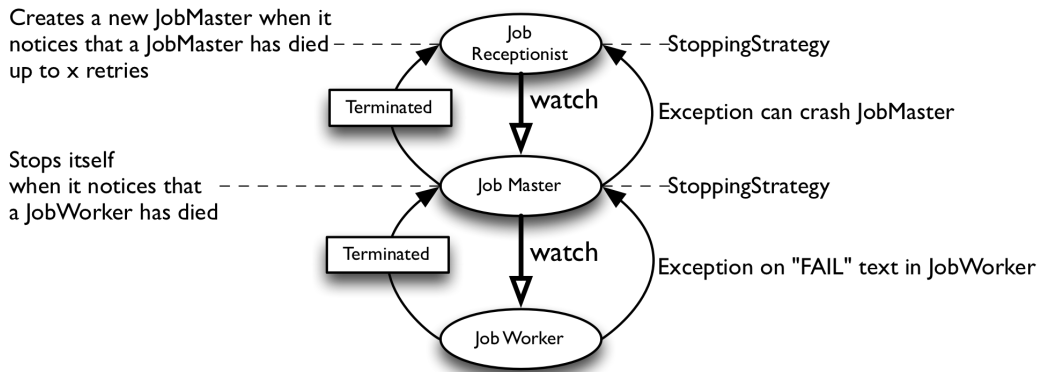 Creates a new JobMaster when it
notices that a JobMaster has died
up to x retries
Job
Receptionist
StoppingStrategy
Terminated
watch
Exception can crash JobMaster
Stops itself
when it notices that
a JobWorker has died
Job Master
StoppingStrategy
Terminated
watch
Exception on "FAIL" text in JobWorker
Job Worker